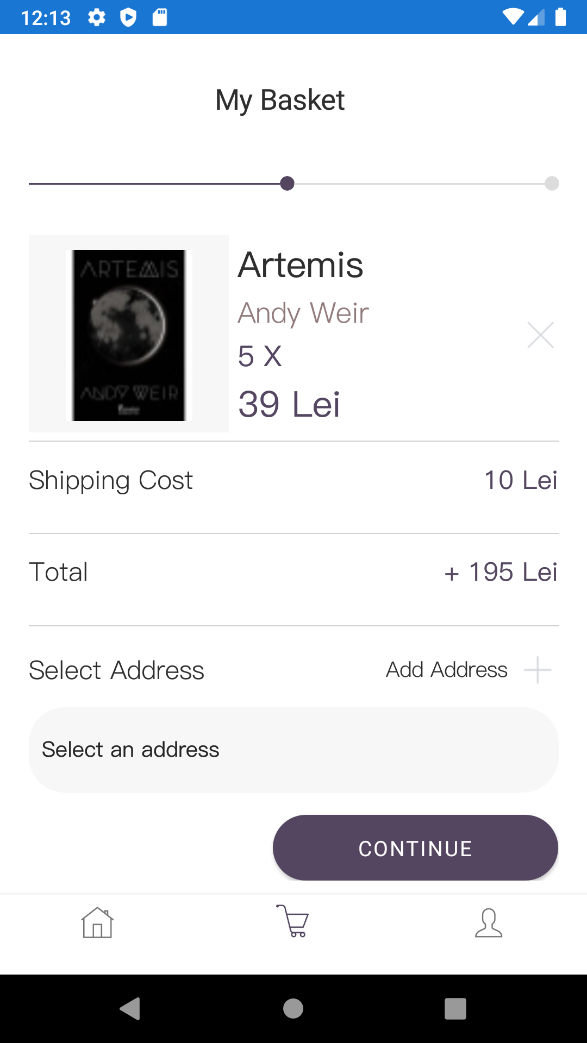 12:13
My Basket
ARTEMIS
ANDY WEIR
Artemis
Andy Weir
5 X
39 Lei
Shipping Cost
10 Lei
Total
+ 195 Lei
Select Address
Add Address
Select an address
CONTINUE